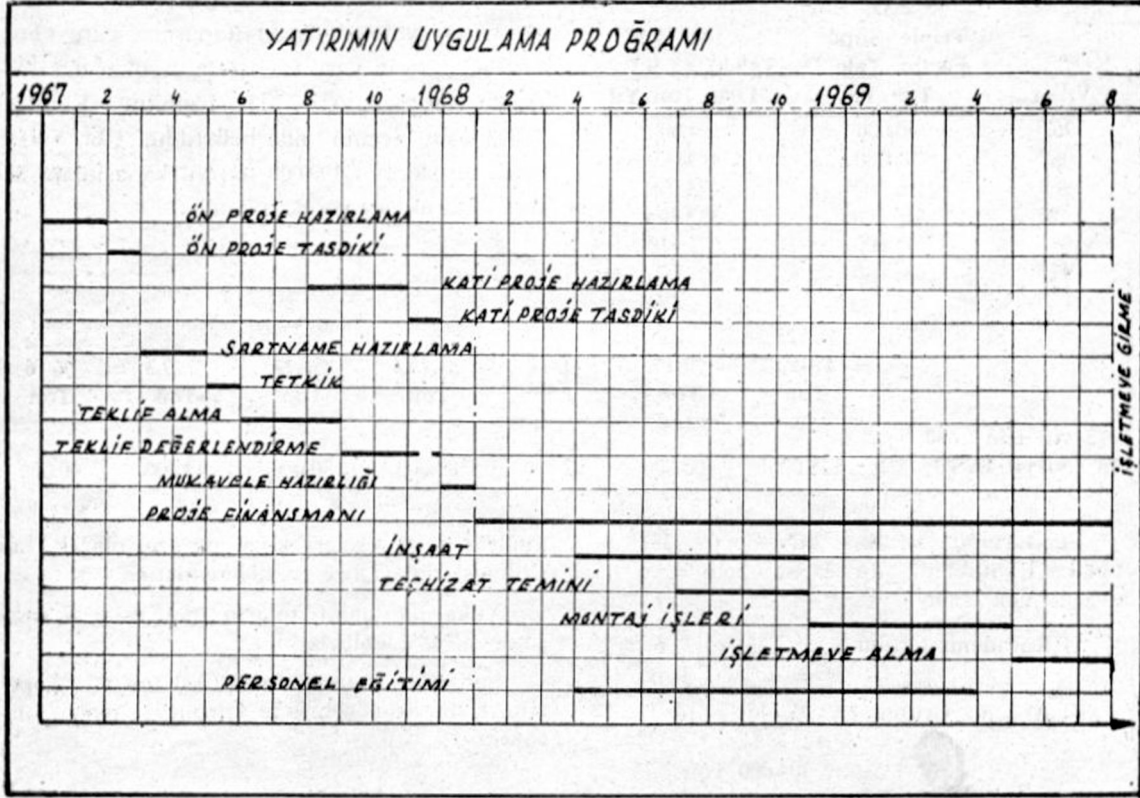 YATIRIMIN UYGULAMA PROĞRAMI
1967 2 4 6 8 10 1968 2 4 6 8 10 1969 2 4 6 8
ÖN PROJE HAZIRLAMA
ÖN PROJE TASDİKİ
KATİ PROJE HAZIRLAMA
KATİ PROJE TASDİKİ
ŞARTNAME HAZIRLAMA
TETKİK
TEKLİF ALMA
TEKLİF DEĞERLENDİRME
MUKAVELE HAZIRLIĞI
PROJE FİNANSMANI
İNŞAAT
TEÇHİZAT TEMİNİ
MONTAJ İŞLERİ
İŞLETMEYE ALMA
PERSONEL EĞİTİMİ
İŞLETMEYE GİRME